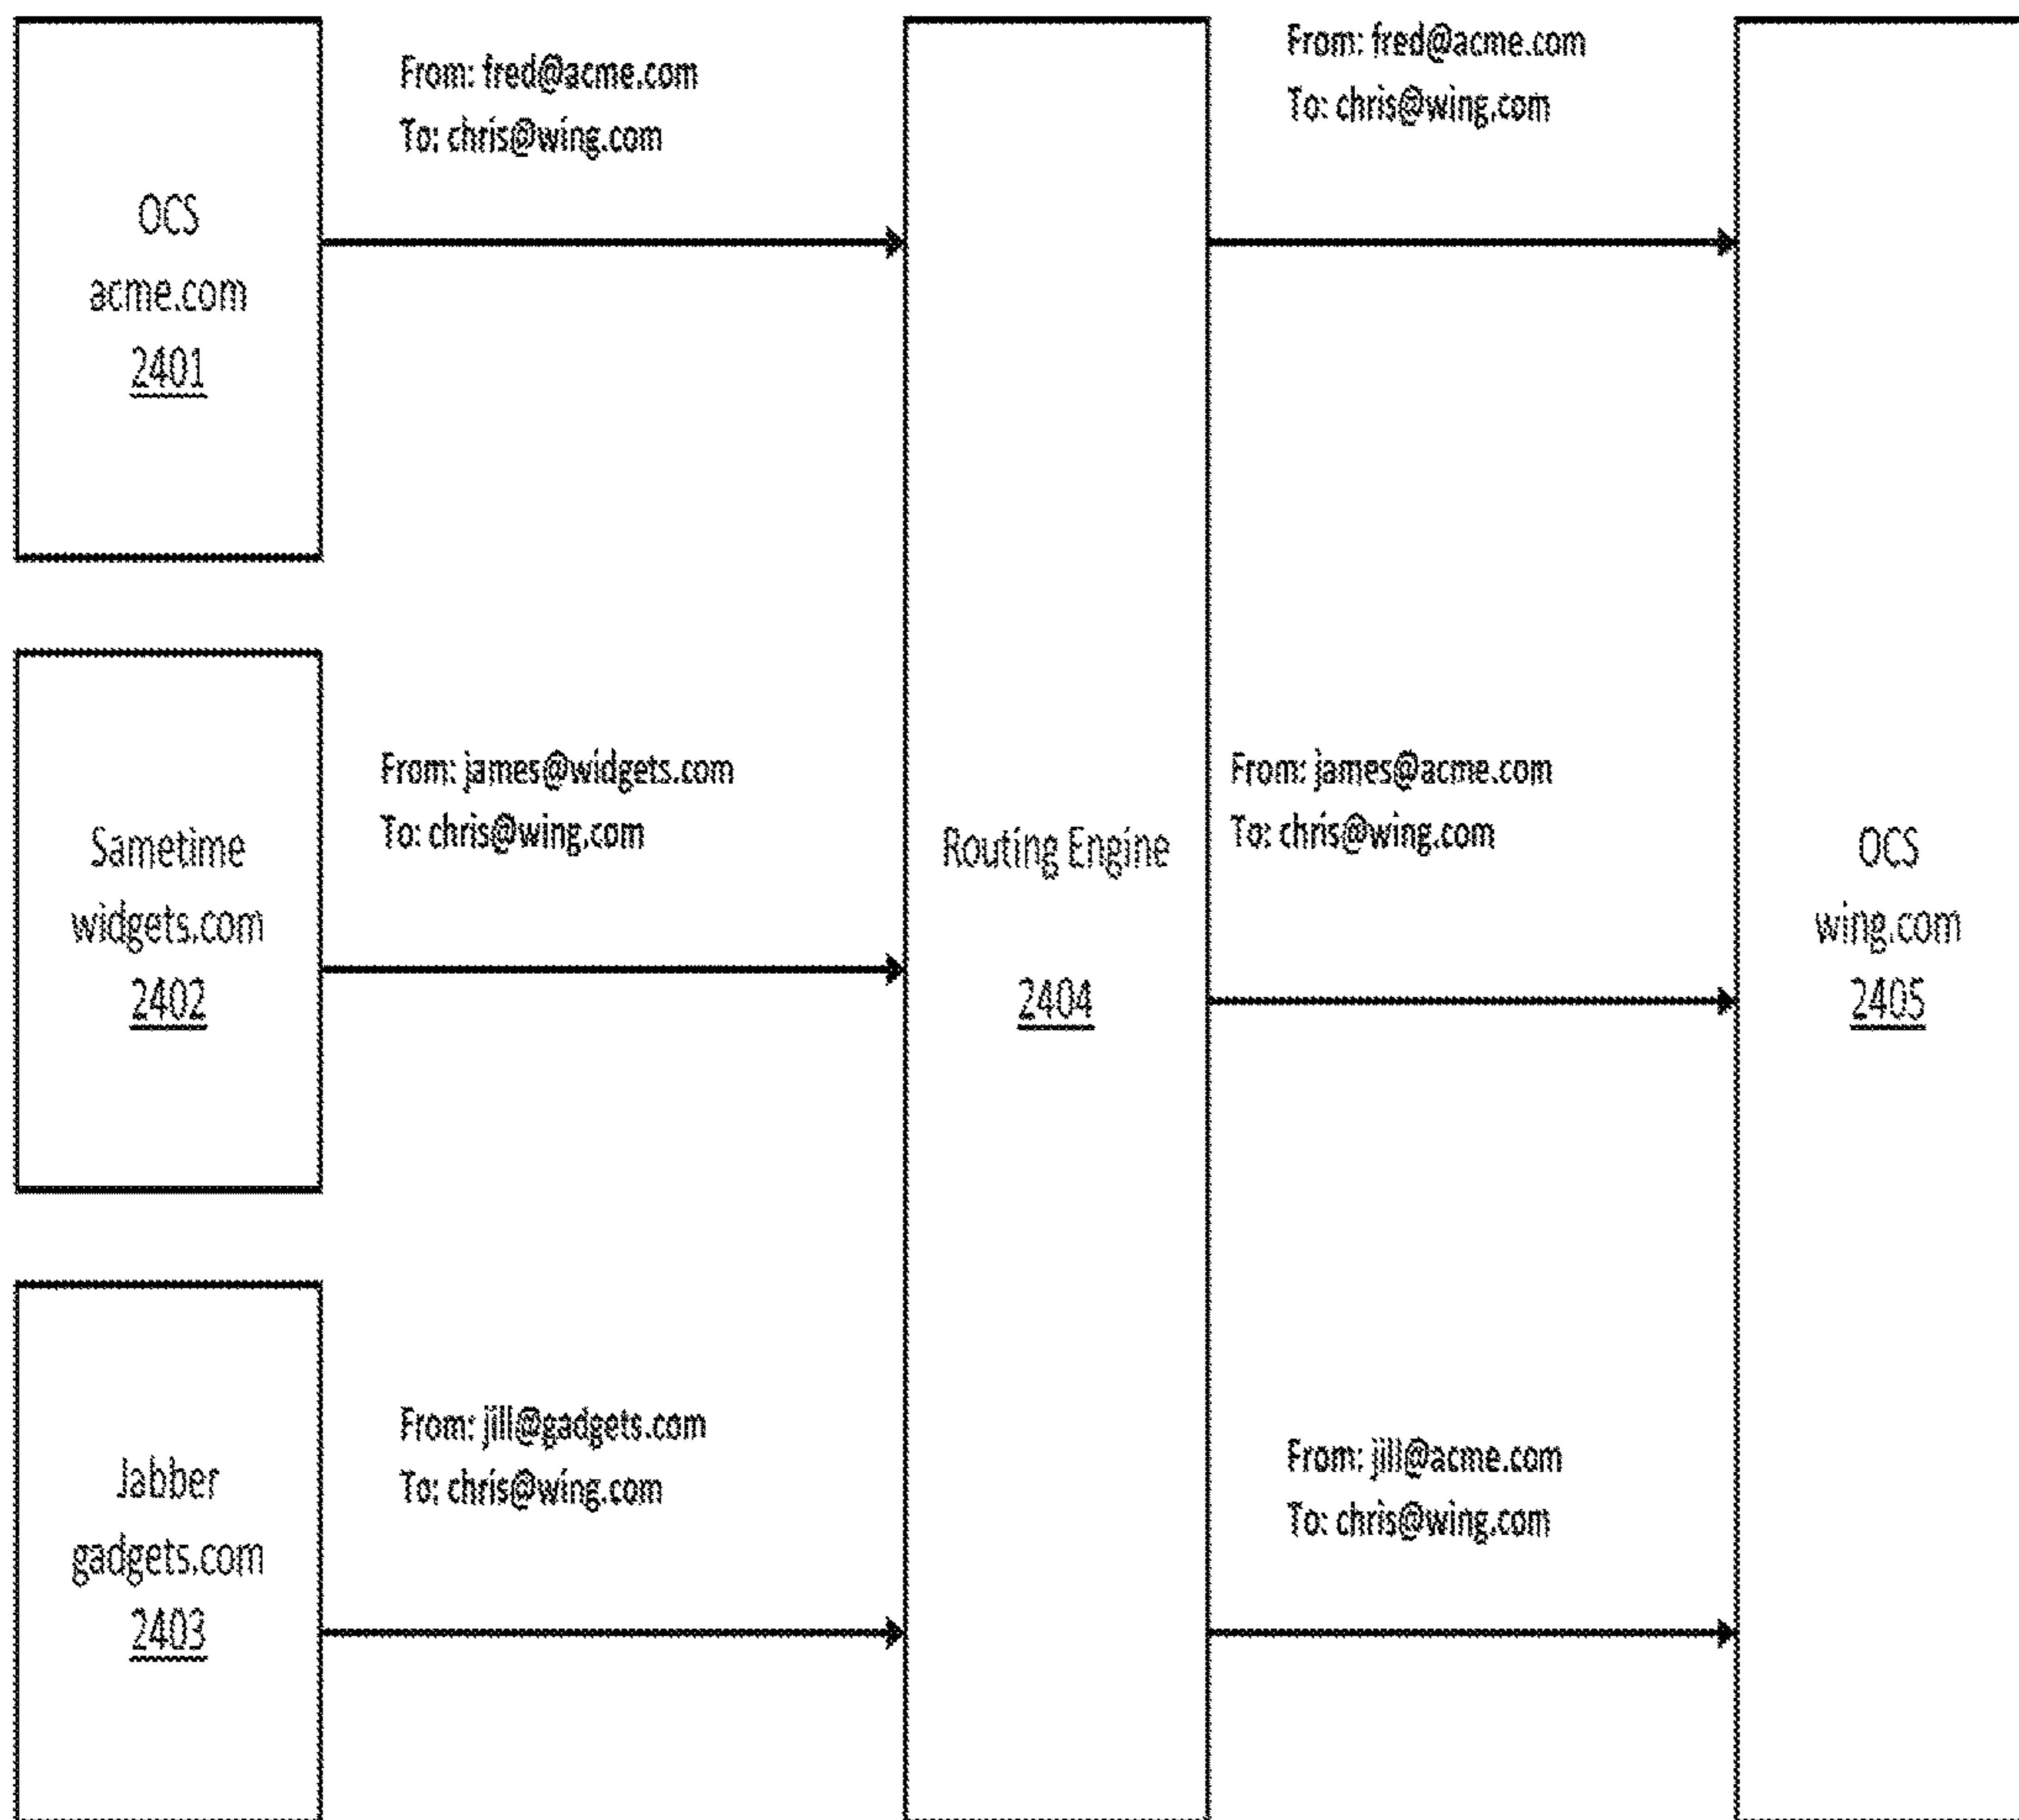 OCS
acme.com
2401
From: fred@acme.com
To: chris@wing.com
From: fred@acme.com
To: chris@wing.com
Sametime
widgets.com
2402
From: james@widgets.com
To: chris@wing.com
Routing Engine
2404
From: james@acme.com
To: chris@wing.com
OCS
wing.com
2405
Jabber
gadgets.com
2403
From: jill@gadgets.com
To: chris@wing.com
From: jill@acme.com
To: chris@wing.com